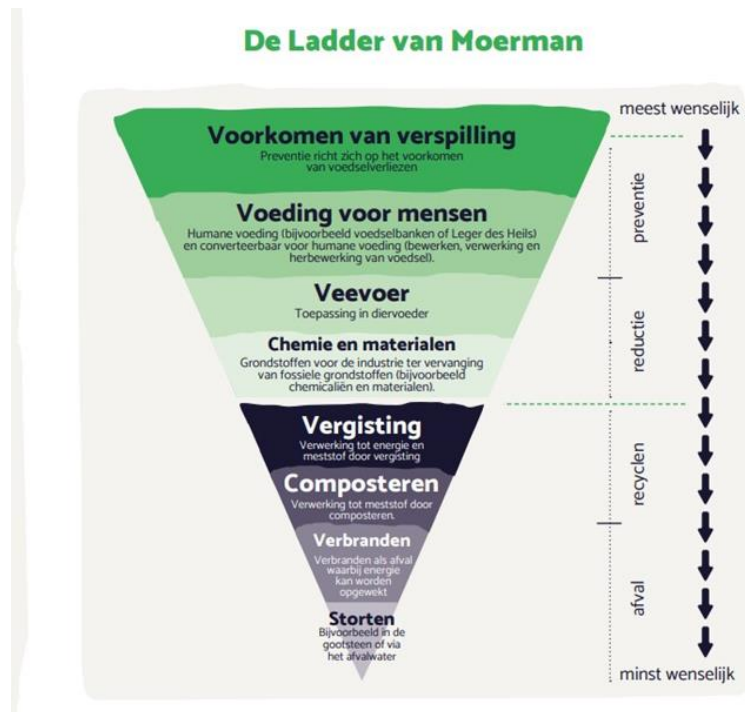 De Ladder van Moerman
meest wenselijk
Voorkomen van verspilling
Preventie richt zich op het voorkomen
van voedselverliezen
preventie
Voeding voor mensen
Humane voeding (bijvoorbeeld voedselbanken of Leger des Heils)
en converteerbaar voor humane voeding (bewerken, verwerking en
herbewerking van voedsel).
Veevoer
Toepassing in diervoeder
reductie
Chemie en materialen
Grondstoffen voor de industrie ter vervanging
van fossiele grondstoffen (bijvoorbeeld
chemicaliën en materialen).
Vergisting
Verwerking tot energie en
meststof door vergisting
recyclen
Composteren
Verwerking tot meststof door
composteren.
Verbranden
Verbranden als afval
waarbij energie
kan worden
opgewekt
afval
Storten
Bijvoorbeeld in de
gootsteen of via
het afvalwater
minst wenselijk